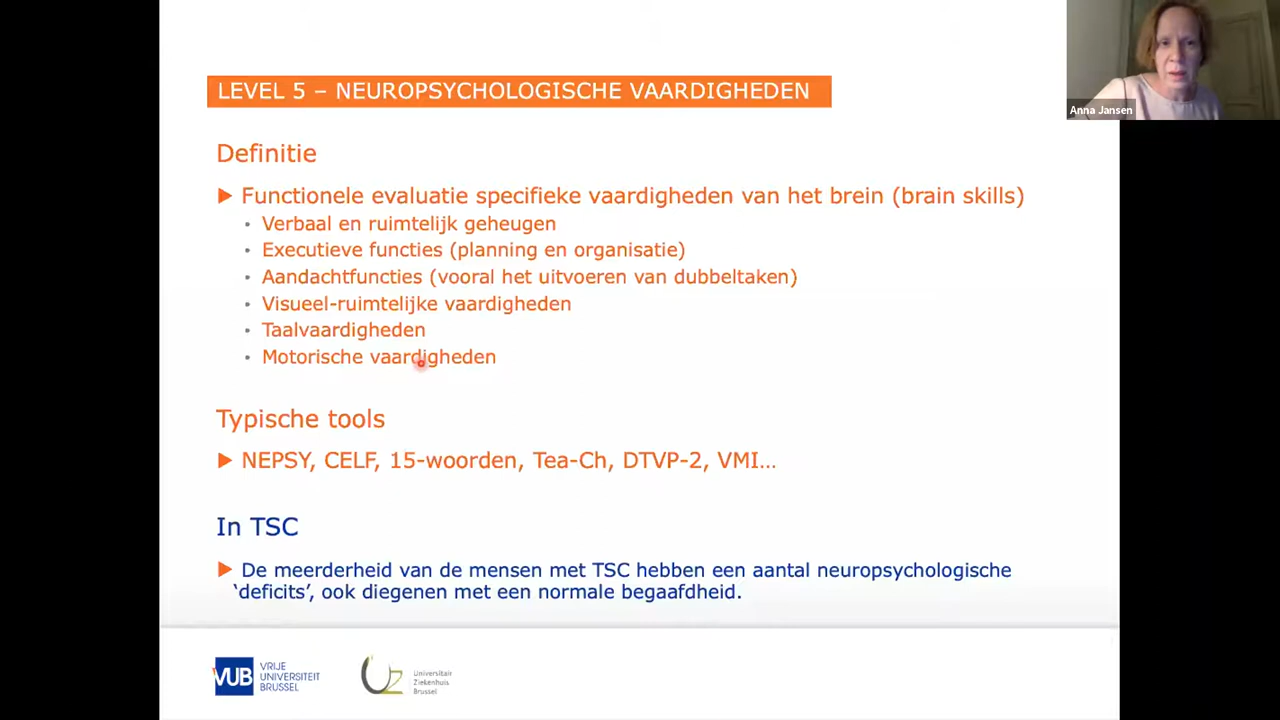 LEVEL 5 – NEUROPSYCHOLOGISCHE VAARDIGHEDEN
Anna Jansen
Definitie
▶ Functionele evaluatie specifieke vaardigheden van het brein (brain skills)
• Verbaal en ruimtelijk geheugen
• Executieve functies (planning en organisatie)
• Aandachtfuncties (vooral het uitvoeren van dubbeltaken)
• Visueel-ruimtelijke vaardigheden
• Taalvaardigheden
• Motorische vaardigheden
Typische tools
▶ NEPSY, CELF, 15-woorden, Tea-Ch, DTVP-2, VMI…
In TSC
▶ De meerderheid van de mensen met TSC hebben een aantal neuropsychologische
‘deficits’, ook diegenen met een normale begaafdheid.
VUB
VRIJE
UNIVERSITEIT
BRUSSEL
UZ
Universitair
Ziekenhuis
Brussel